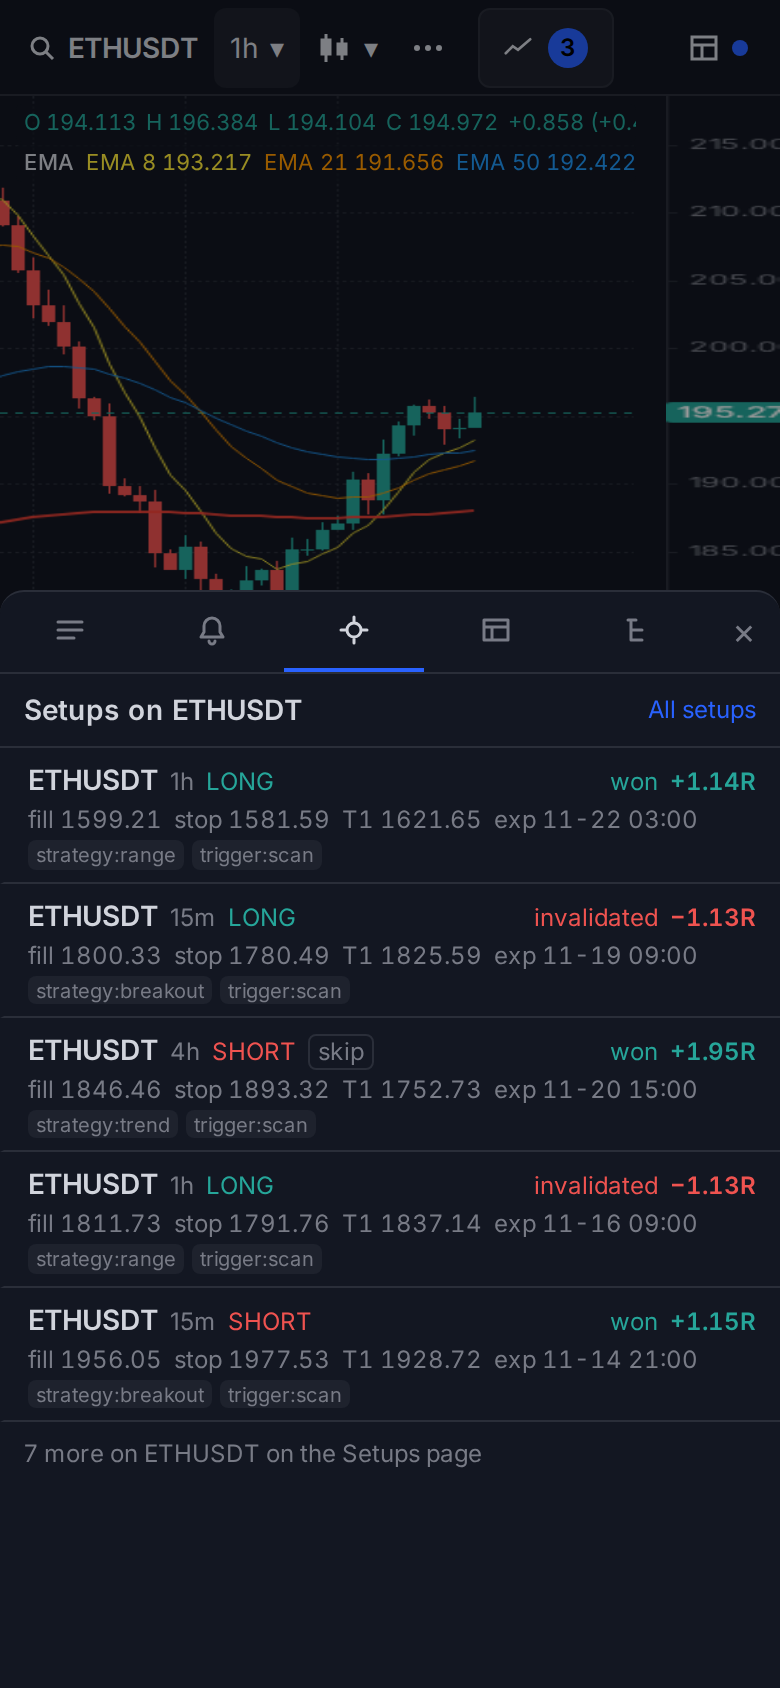 ETHUSDT 1h ▾ ▾ ••• 3
O 194.113 H 196.384 L 194.104 C 194.972 +0.858 (+0.
EMA EMA 8 193.217 EMA 21 191.656 EMA 50 192.422
215.0
210.0
205.0
200.0
195.27
190.0
185.0
×
Setups on ETHUSDT All setups
ETHUSDT 1h LONG won +1.14R
fill 1599.21 stop 1581.59 T1 1621.65 exp 11-22 03:00
strategy:range trigger:scan
ETHUSDT 15m LONG invalidated −1.13R
fill 1800.33 stop 1780.49 T1 1825.59 exp 11-19 09:00
strategy:breakout trigger:scan
ETHUSDT 4h SHORT skip won +1.95R
fill 1846.46 stop 1893.32 T1 1752.73 exp 11-20 15:00
strategy:trend trigger:scan
ETHUSDT 1h LONG invalidated −1.13R
fill 1811.73 stop 1791.76 T1 1837.14 exp 11-16 09:00
strategy:range trigger:scan
ETHUSDT 15m SHORT won +1.15R
fill 1956.05 stop 1977.53 T1 1928.72 exp 11-14 21:00
strategy:breakout trigger:scan
7 more on ETHUSDT on the Setups page